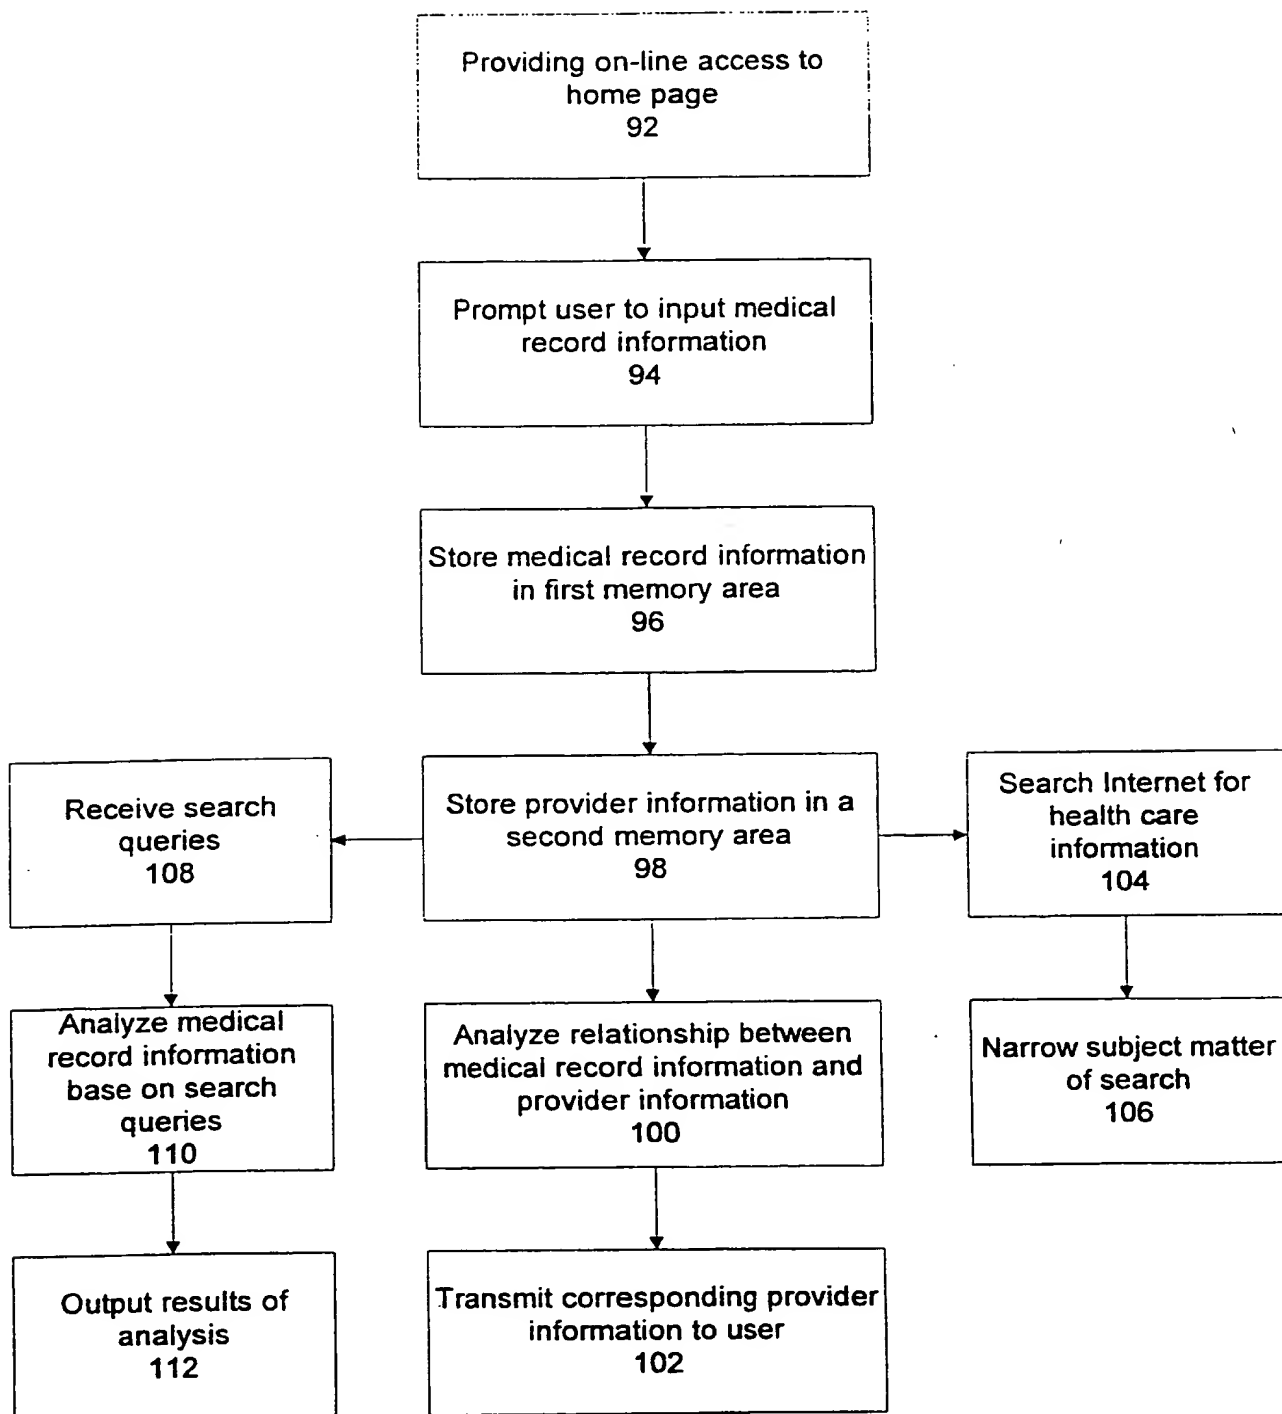 Providing on-line access to
home page
92
Prompt user to input medical
record information
94
Store medical record information
in first memory area
96
Receive search
queries
108
Store provider information in a
second memory area
98
Search Internet for
health care
information
104
Analyze medical
record information
base on search
queries
110
Analyze relationship between
medical record information and
provider information
100
Narrow subject matter
of search
106
Output results of
analysis
112
Transmit corresponding provider
information to user
102